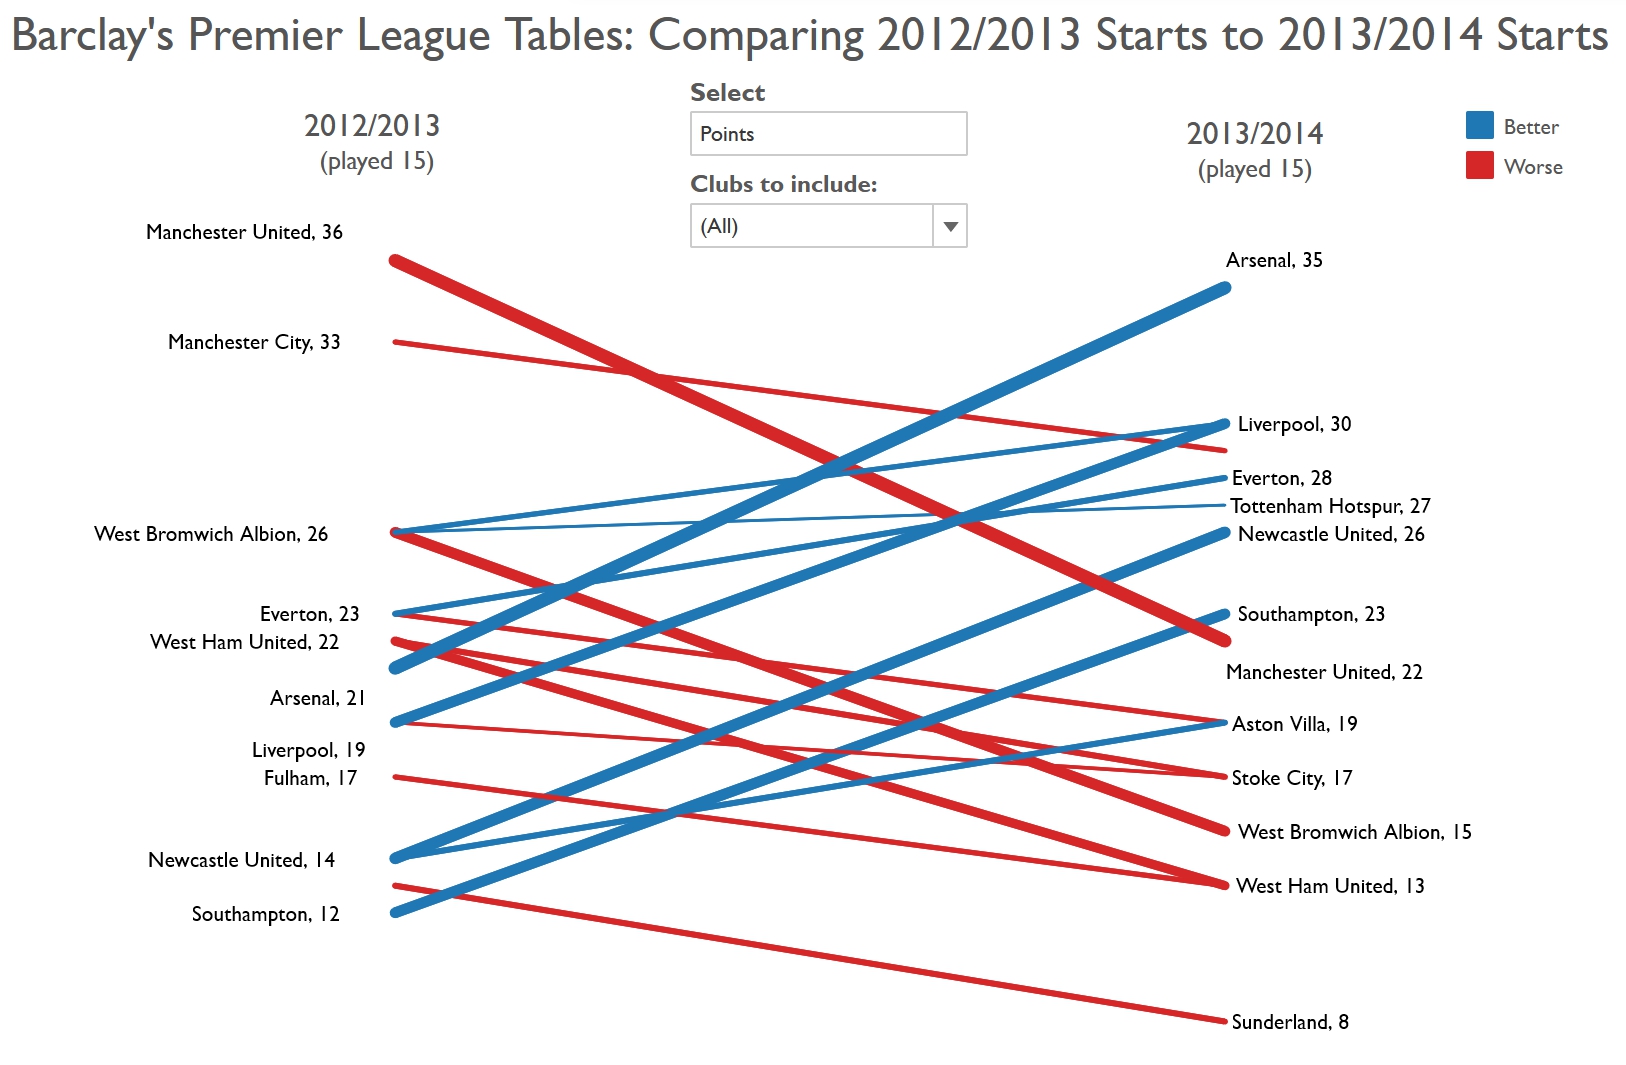 Barclay's Premier League Tables: Comparing 2012/2013 Starts to 2013/2014 Starts
Select
Points
Clubs to include:
(All)
2012/2013
(played 15)
2013/2014
(played 15)
Better
Worse
Manchester United, 36
Manchester City, 33
West Bromwich Albion, 26
Everton, 23
West Ham United, 22
Arsenal, 21
Liverpool, 19
Fulham, 17
Newcastle United, 14
Southampton, 12
Arsenal, 35
Liverpool, 30
Everton, 28
Tottenham Hotspur, 27
Newcastle United, 26
Southampton, 23
Manchester United, 22
Aston Villa, 19
Stoke City, 17
West Bromwich Albion, 15
West Ham United, 13
Sunderland, 8